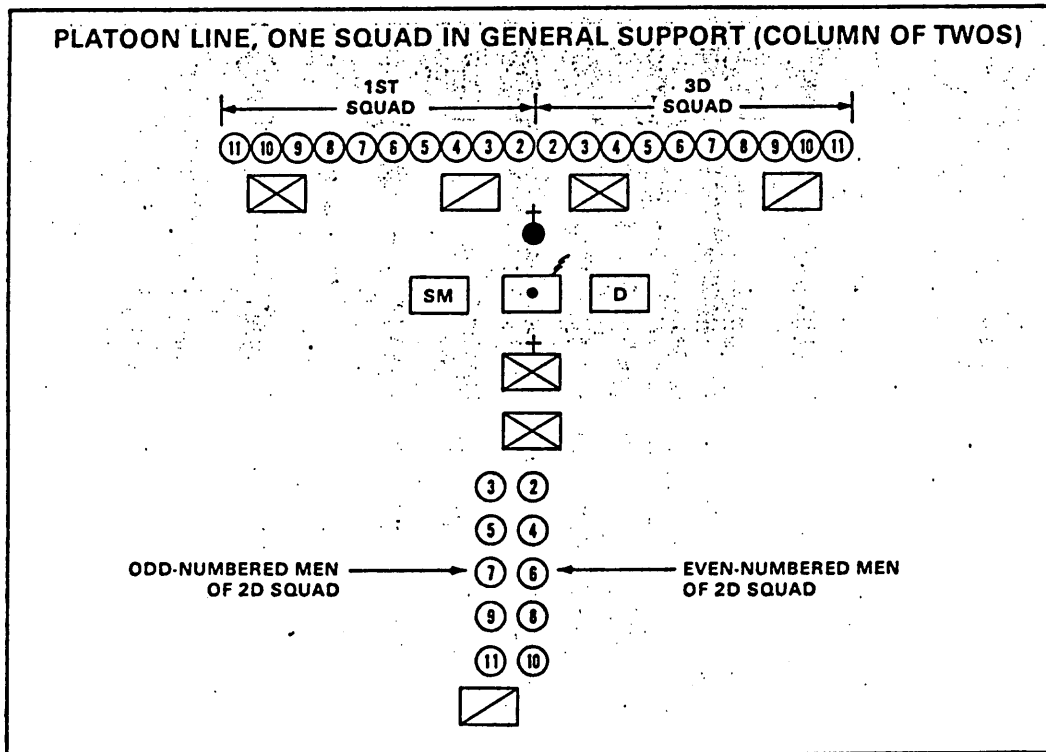 PLATOON LINE, ONE SQUAD IN GENERAL SUPPORT (COLUMN OF TWOS)
1ST SQUAD
3D SQUAD
11 10 9 8 7 6 5 4 3 2 2 3 4 5 6 7 8 9 10 11
SM D
3 2
5 4
ODD-NUMBERED MEN OF 2D SQUAD
7 6
EVEN-NUMBERED MEN OF 2D SQUAD
9 8
11 10